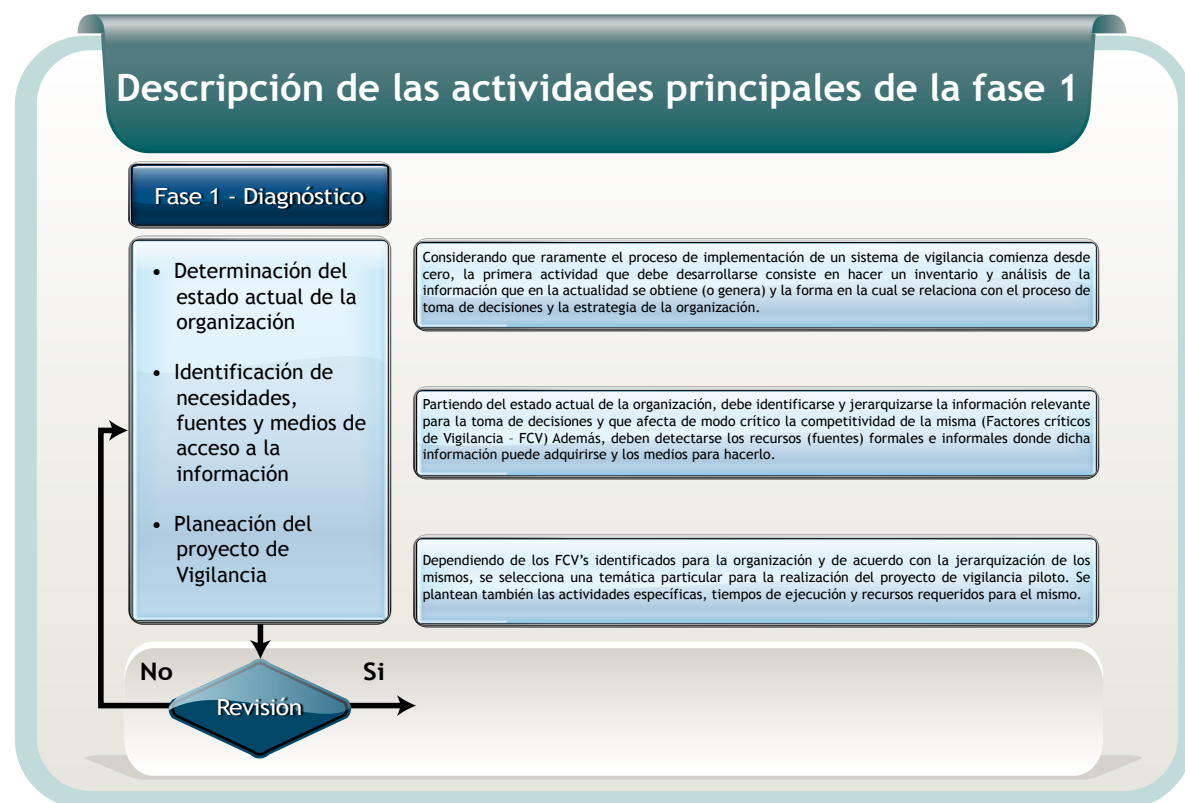 Descripción de las actividades principales de la fase 1
Fase 1 - Diagnóstico
• Determinación del
estado actual de la
organización
• Identificación de
necesidades,
fuentes y medios de
acceso a la
información
• Planeación del
proyecto de
Vigilancia
Considerando que raramente el proceso de implementación de un sistema de vigilancia comienza desde
cero, la primera actividad que debe desarrollarse consiste en hacer un inventario y análisis de la
información que en la actualidad se obtiene (o genera) y la forma en la cual se relaciona con el proceso de
toma de decisiones y la estrategia de la organización.
Partiendo del estado actual de la organización, debe identificarse y jerarquizarse la información relevante
para la toma de decisiones y que afecta de modo crítico la competitividad de la misma (Factores críticos
de Vigilancia – FCV) Además, deben detectarse los recursos (fuentes) formales e informales donde dicha
información puede adquirirse y los medios para hacerlo.
Dependiendo de los FCV's identificados para la organización y de acuerdo con la jerarquización de los
mismos, se selecciona una temática particular para la realización del proyecto de vigilancia piloto. Se
plantean también las actividades específicas, tiempos de ejecución y recursos requeridos para el mismo.
No
Si
Revisión